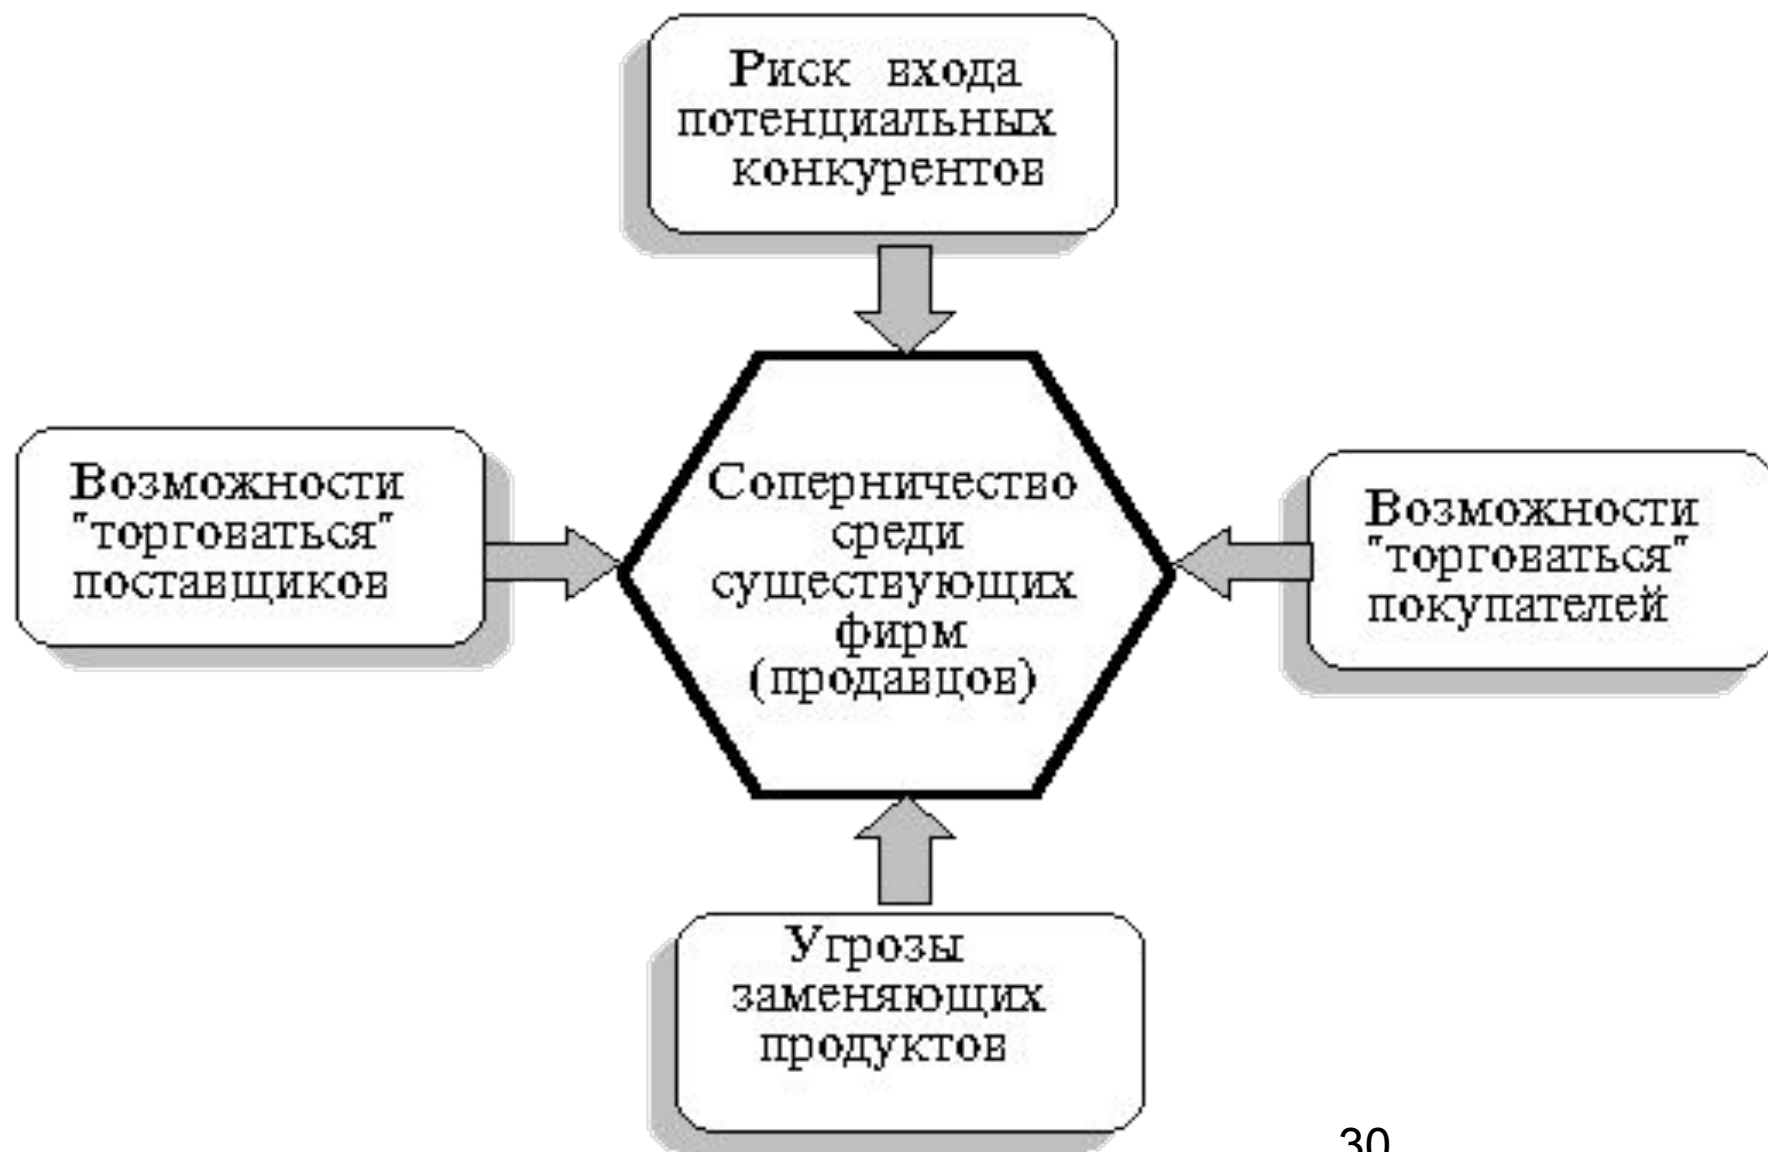 Риск входа
потенциальных
конкурентов
Возможности
"торговаться"
поставщиков
Соперничество
среди
существующих
фирм
(продавцов)
Возможности
"торговаться"
покупателей
Угрозы
заменяющих
продуктов
30